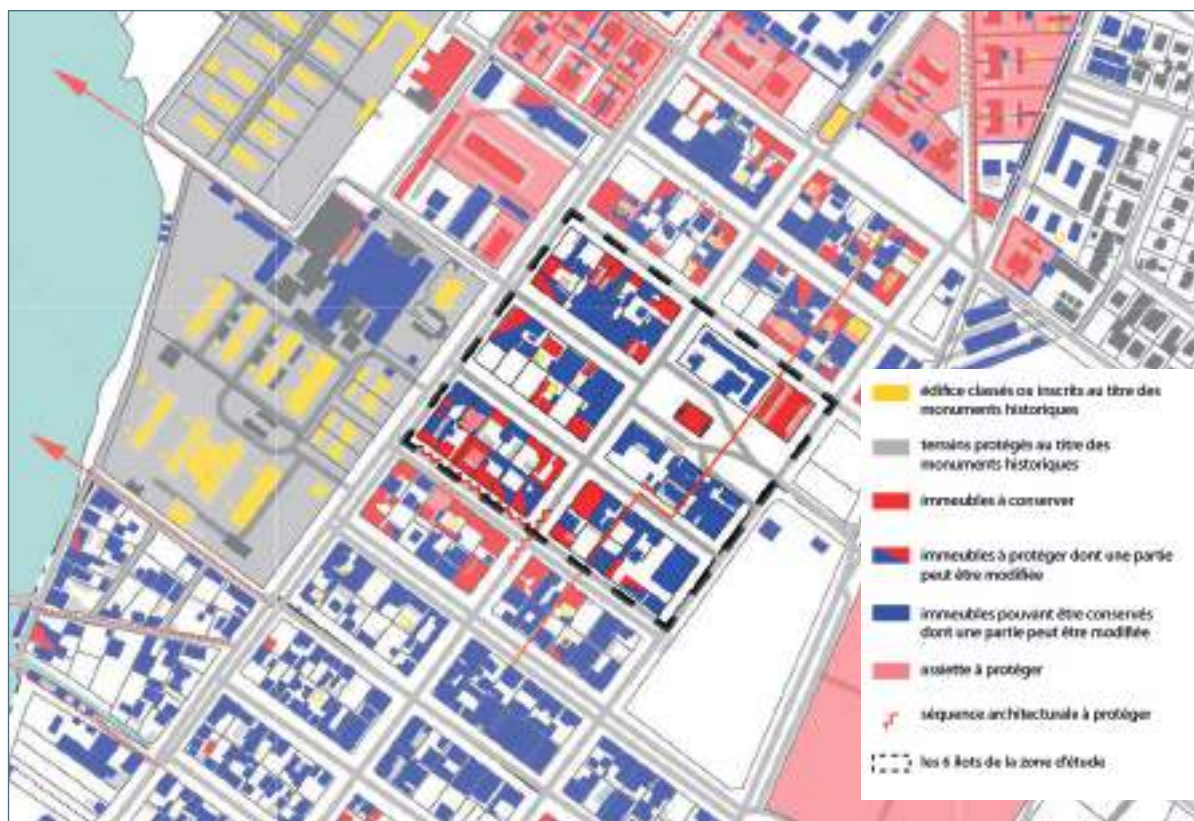 édifice classés ou inscrits au titre des
monuments historiques
terrains protégés au titre des
monuments historiques
immeubles à conserver
immeubles à protéger dont une partie
peut être modifiée
immeubles pouvant être conservés
dont une partie peut être modifiée
assiette à protéger
séquence architecturale à protéger
les 6 îlots de la zone d'étude